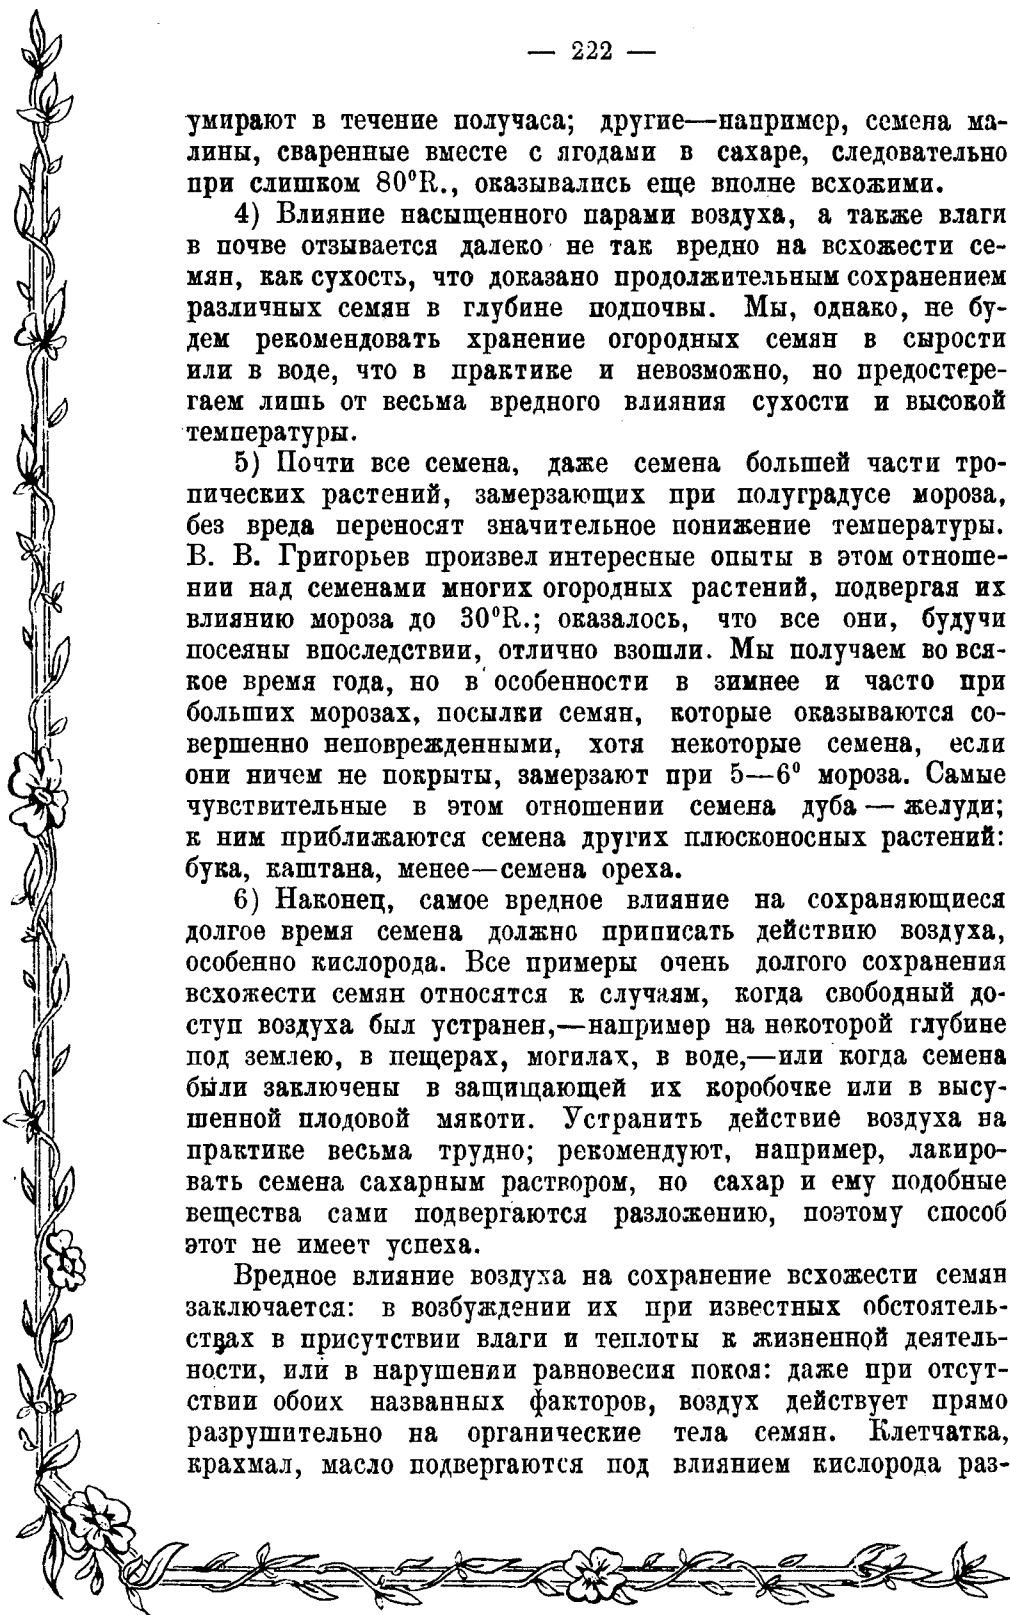 — 222 —
умирают в течение получаса; другие—например, семена ма-
лины, сваренные вместе с ягодами в сахаре, следовательно
при слишком 80°R., оказывались еще вполне всхожими.
4) Влияние насыщенного парами воздуха, а также влаги
в почве отзывается далеко не так вредно на всхожести се-
мян, как сухость, что доказано продолжительным сохранением
различных семян в глубине подпочвы. Мы, однако, не бу-
дем рекомендовать хранение огородных семян в сырости
или в воде, что в практике и невозможно, но предостере-
гаем лишь от весьма вредного влияния сухости и высокой
температуры.
5) Почти все семена, даже семена большей части тро-
пических растений, замерзающих при полуградусе мороза,
без вреда переносят значительное понижение температуры.
В. В. Григорьев произвел интересные опыты в этом отноше-
нии над семенами многих огородных растений, подвергая их
влиянию мороза до 30°R.; оказалось, что все они, будучи
посеяны впоследствии, отлично взошли. Мы получаем во вся-
кое время года, но в особенности в зимнее и часто при
больших морозах, посылки семян, которые оказываются со-
вершенно неповрежденными, хотя некоторые семена, если
они ничем не покрыты, замерзают при 5—6° мороза. Самые
чувствительные в этом отношении семена дуба — желуди;
к ним приближаются семена других плюсконосных растений:
бука, каштана, менее—семена ореха.
6) Наконец, самое вредное влияние на сохраняющиеся
долгое время семена должно приписать действию воздуха,
особенно кислорода. Все примеры очень долгого сохранения
всхожести семян относятся к случаям, когда свободный до-
ступ воздуха был устранен,—например на некоторой глубине
под землею, в пещерах, могилах, в воде,—или когда семена
были заключены в защищающей их коробочке или в высу-
шенной плодовой мякоти. Устранить действие воздуха на
практике весьма трудно; рекомендуют, например, лакиро-
вать семена сахарным раствором, но сахар и ему подобные
вещества сами подвергаются разложению, поэтому способ
этот не имеет успеха.
Вредное влияние воздуха на сохранение всхожести семян
заключается: в возбуждении их при известных обстоятель-
ствах в присутствии влаги и теплоты к жизненной деятель-
ности, или в нарушении равновесия покоя: даже при отсут-
ствии обоих названных факторов, воздух действует прямо
разрушительно на органические тела семян. Клетчатка,
крахмал, масло подвергаются под влиянием кислорода раз-